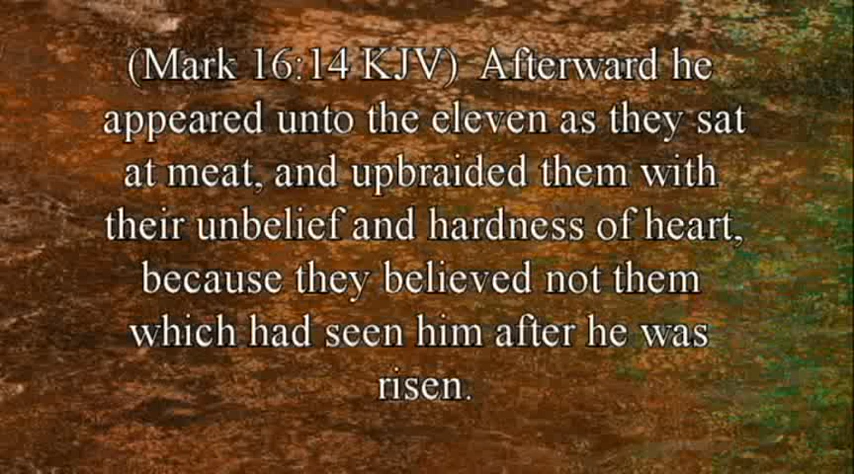 (Mark 16:14 KJV) Afterward he
appeared unto the eleven as they sat
at meat, and upbraided them with
their unbelief and hardness of heart,
because they believed not them
which had seen him after he was
risen.